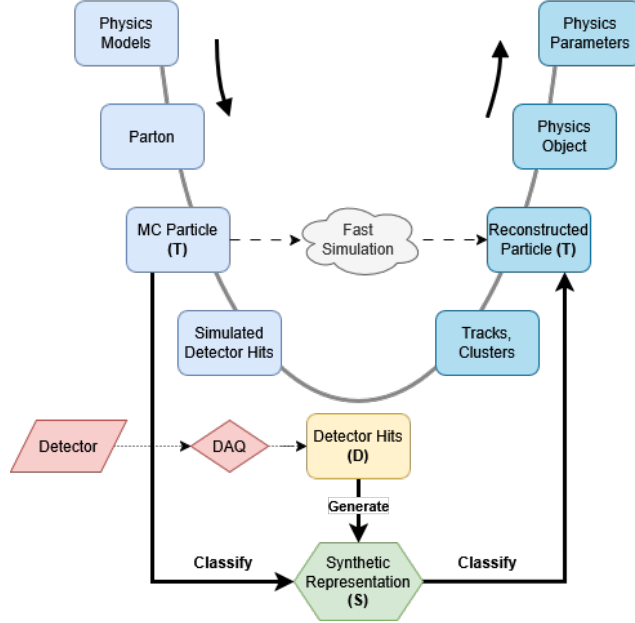 Physics
Models
Physics
Parameters
Parton
Physics
Object
MC Particle
(T)
Fast
Simulation
Reconstructed
Particle (T)
Simulated
Detector Hits
Tracks,
Clusters
Detector
DAQ
Detector Hits
(D)
Generate
Classify
Synthetic
Representation
(S)
Classify